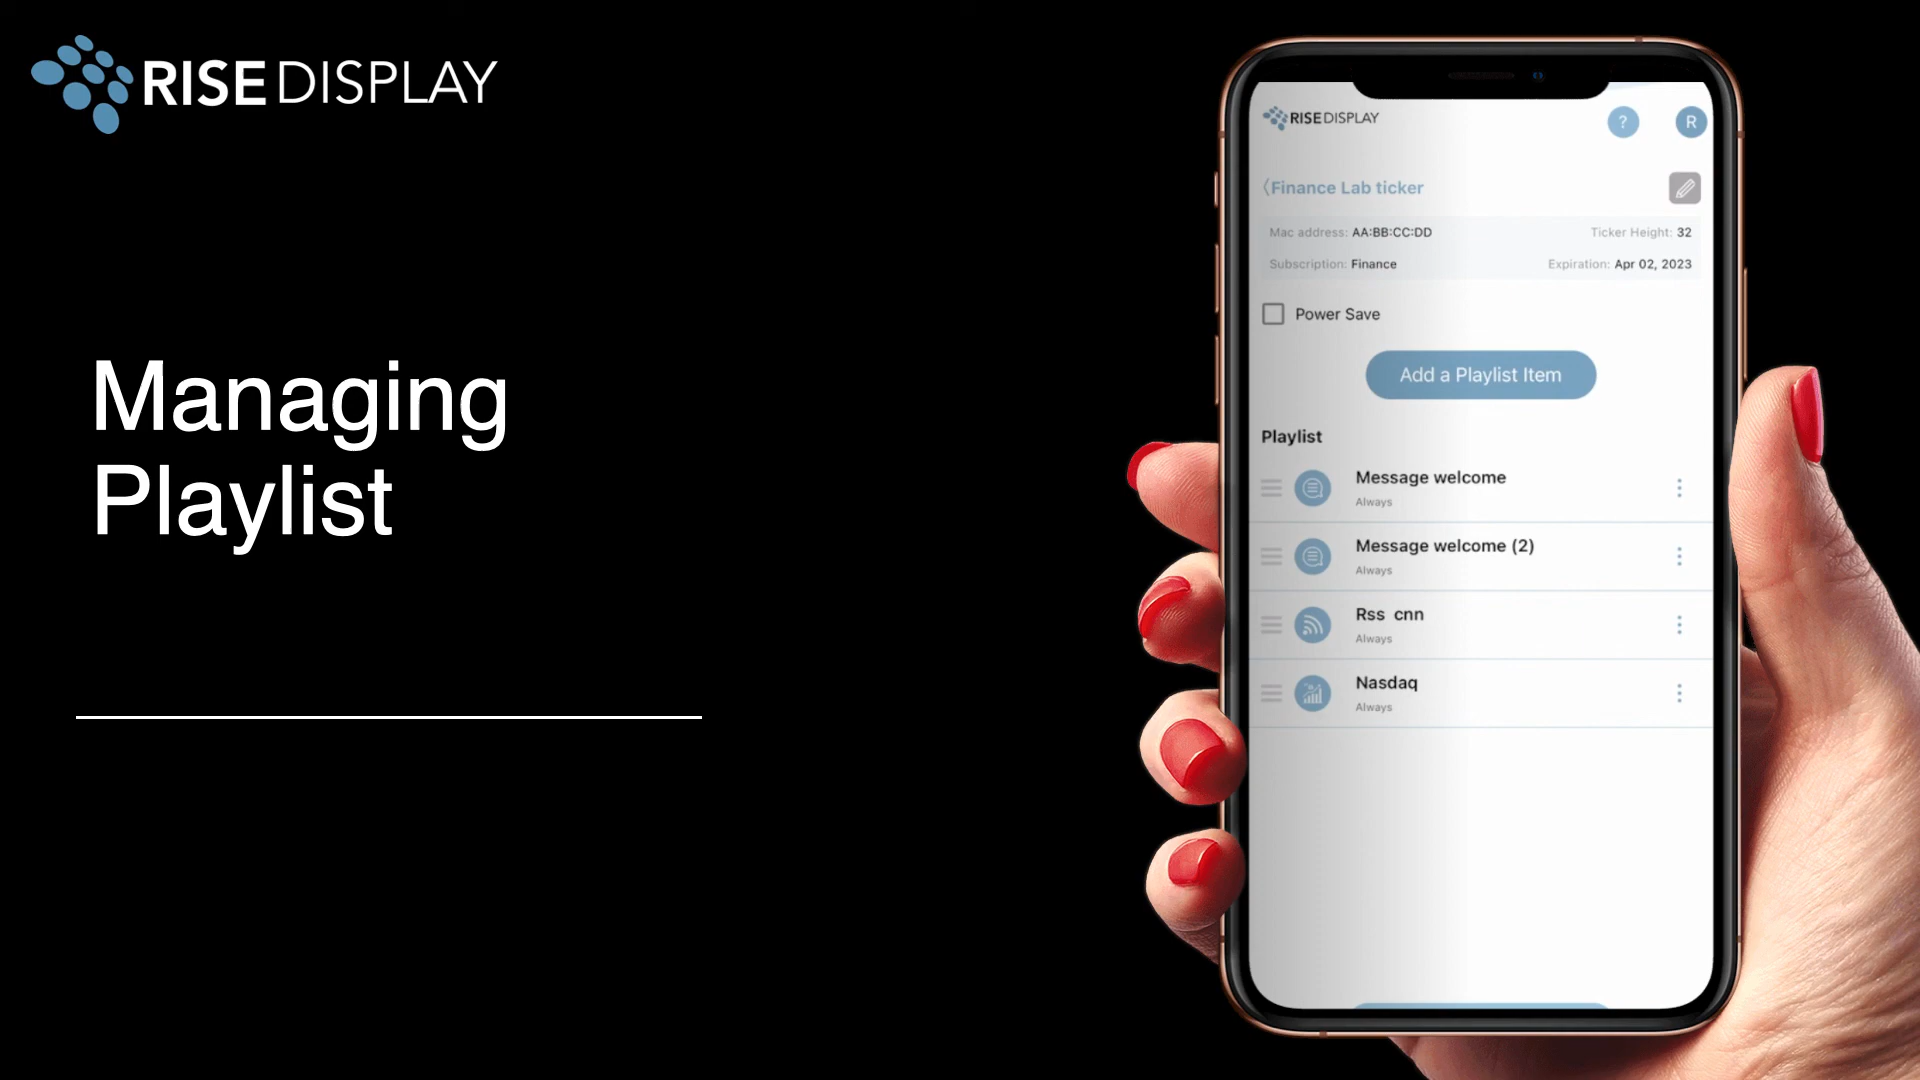 RISE DISPLAY
Managing
Playlist
RISE DISPLAY
?
R
Finance Lab ticker
Mac address: AA:BB:CC:DD
Ticker Height: 32
Subscription: Finance
Expiration: Apr 02, 2023
Power Save
Add a Playlist Item
Playlist
Message welcome
Always
Message welcome (2)
Always
Rss cnn
Always
Nasdaq
Always